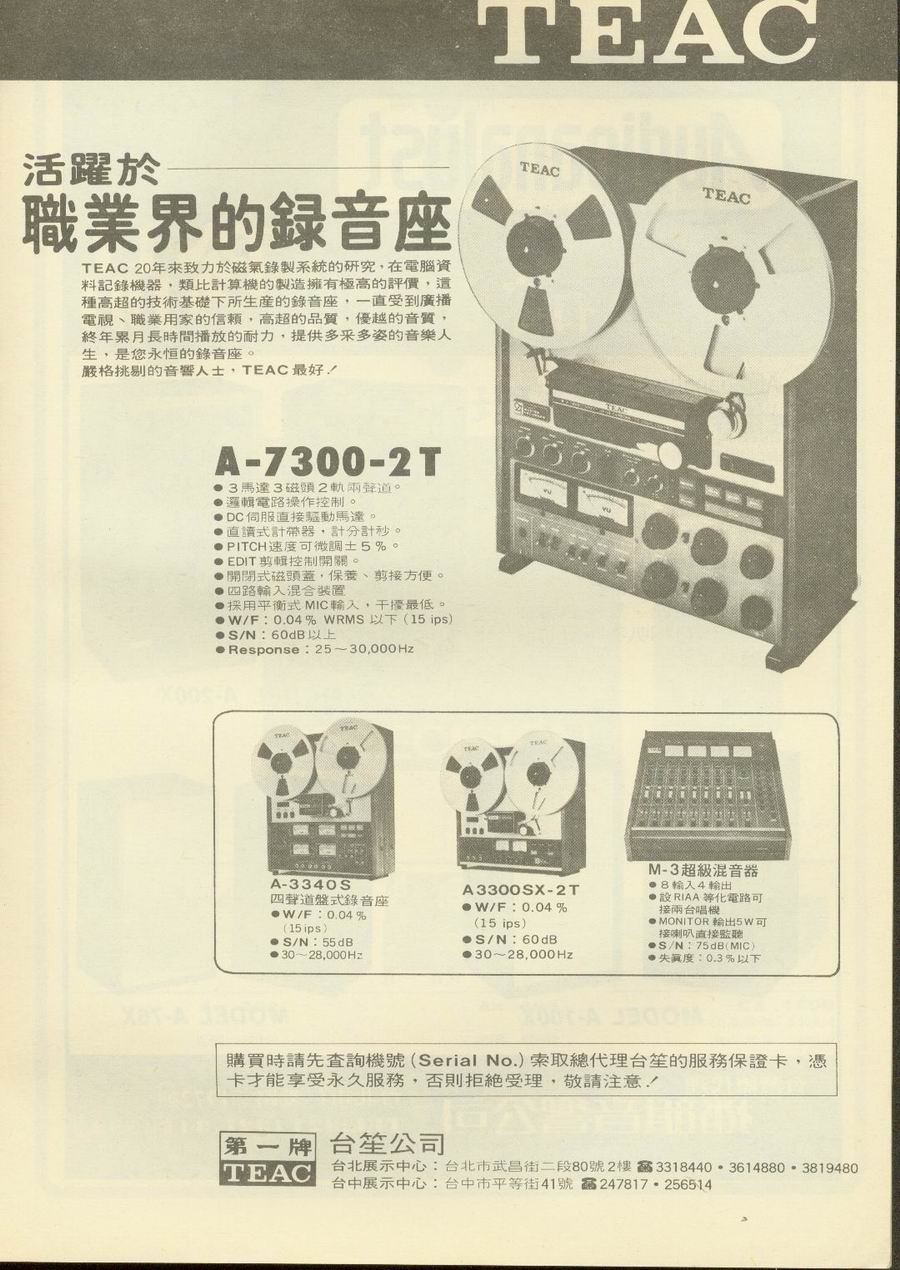 TEAC
活躍於
職業界的録音座
TEAC 20年來致力於磁氣錄製系統的研究，在電腦資
料記錄機器，類比計算機的製造擁有極高的評價，這
種高超的技術基礎下所生產的錄音座，一直受到廣播
電視、職業用家的信賴，高超的品質，優越的音質，
終年累月長時間播放的耐力，提供多采多姿的音樂人
生，是您永恒的錄音座。
嚴格挑剔的音響人士，TEAC 最好！
TEAC
TEAC
TEAC
VU
VU
A-7300-2T
●3馬達3磁頭2軌兩聲道。
●邏輯電路操作控制。
●DC伺服直接驅動馬達。
●直讀式計帶器，計分計秒。
●PITCH速度可微調士5％。
●EDIT剪輯控制開關。
●開閉式磁頭蓋，保養、剪接方便。
●四路輸入混合裝置
●採用平衡式MIC輸入，干擾最低。
●W/F：0.04％ WRMS 以下（15 ips）
●S/N：60dB以上
●Response：25～30,000Hz
TEAC
TEAC
A-3340S
四聲道盤式錄音座
●W/F：0.04％
（15ips）
●S/N：55dB
●30～28,000Hz
TEAC
TEAC
A3300SX-2T
●W/F：0.04％
（15 ips）
●S/N：60dB
●30～28,000Hz
M-3超級混音器
●8輸入4輸出
●設RIAA等化電路可
接兩台唱機
●MONITOR輸出5W可
接喇叭直接監聽
●S/N：75dB(MIC)
●失眞度：0.3％以下
購買時請先查詢機號（Serial No.）索取總代理台笙的服務保證卡，憑
卡才能享受永久服務，否則拒絕受理，敬請注意！
第一牌
TEAC
台笙公司
台北展示中心：台北市武昌街二段80號2樓 ☎3318440・3614880・3819480
台中展示中心：台中市平等街41號 ☎247817・256514